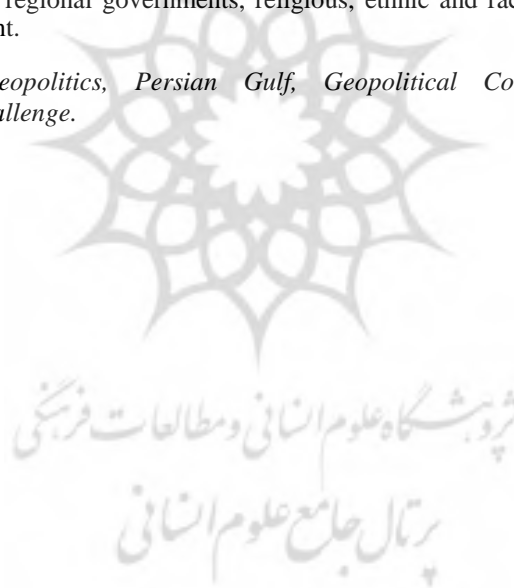 regional governments, religious, ethnic and rac
nt.
eopolitics, Persian Gulf, Geopolitical Co
allenge.
پژوهشگاه علوم انسانی و مطالعات فرهنگی
پرتال جامع علوم انسانی